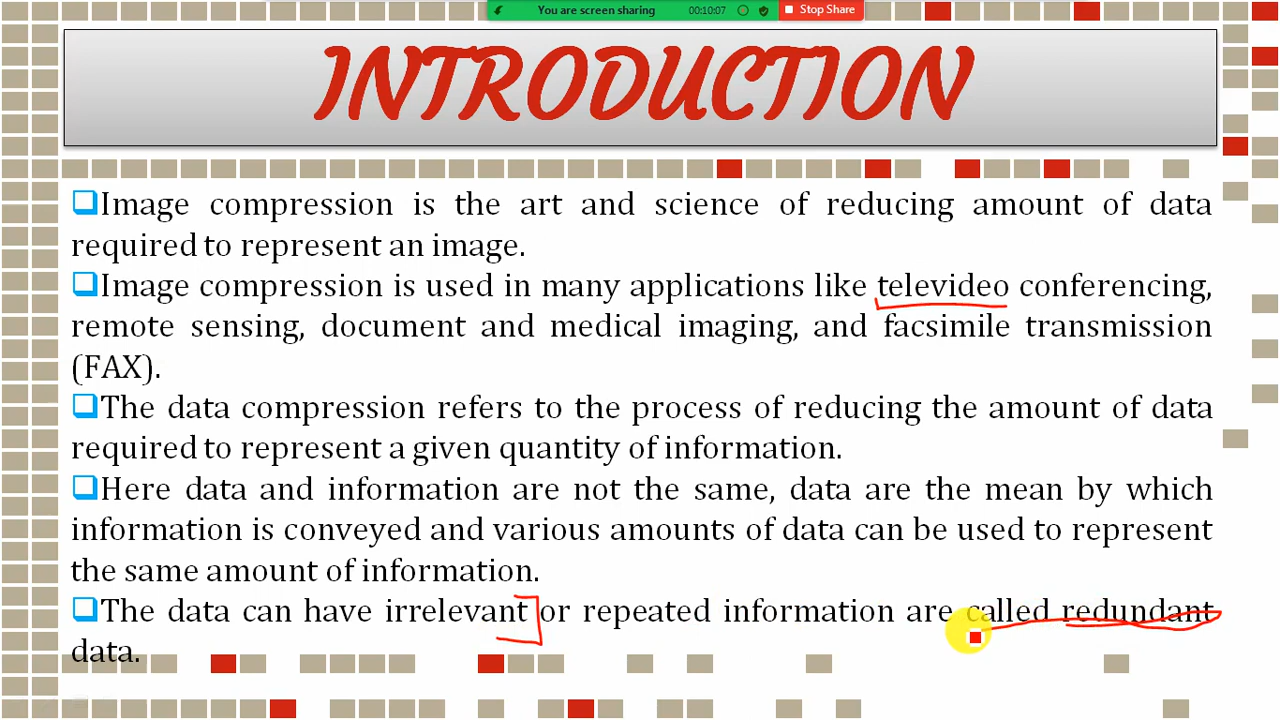 You are screen sharing 00:10:07 Stop Share
INTRODUCTION
Image compression is the art and science of reducing amount of data
required to represent an image.
Image compression is used in many applications like televideo conferencing,
remote sensing, document and medical imaging, and facsimile transmission
(FAX).
The data compression refers to the process of reducing the amount of data
required to represent a given quantity of information.
Here data and information are not the same, data are the mean by which
information is conveyed and various amounts of data can be used to represent
the same amount of information.
The data can have irrelevant or repeated information are called redundant
data.